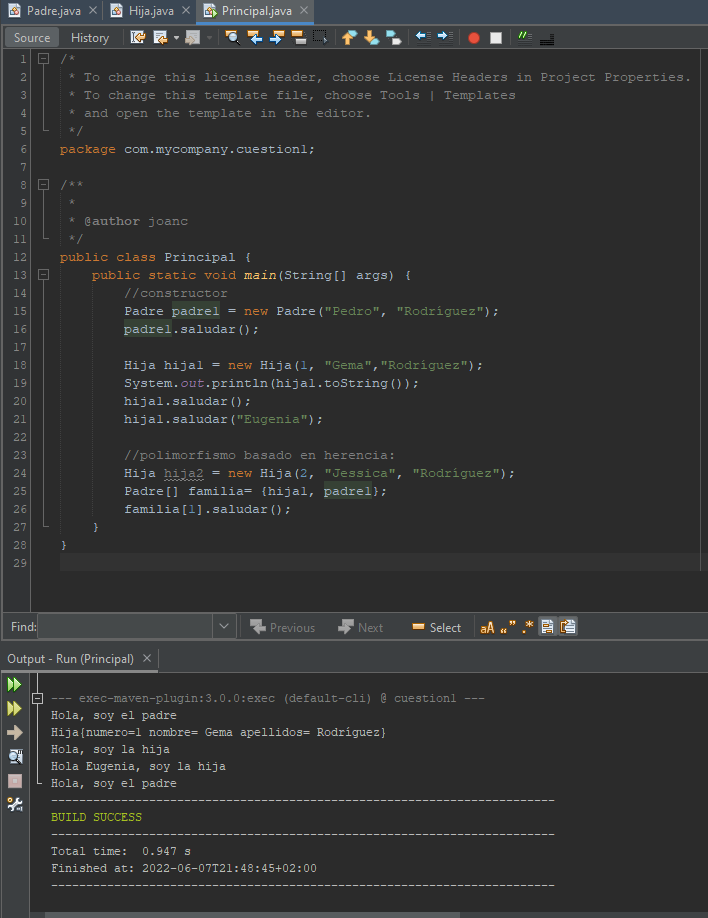 Padre.java Hija.java Principal.java
Source History
1 /*
2  * To change this license header, choose License Headers in Project Properties.
3  * To change this template file, choose Tools | Templates
4  * and open the template in the editor.
5  */
6 package com.mycompany.cuestion1;
7
8 /**
9  *
10  * @author joanc
11  */
12 public class Principal {
13     public static void main(String[] args) {
14         //constructor
15         Padre padre1 = new Padre("Pedro", "Rodríguez");
16         padre1.saludar();
17
18         Hija hija1 = new Hija(1, "Gema","Rodríguez");
19         System.out.println(hija1.toString());
20         hija1.saludar();
21         hija1.saludar("Eugenia");
22
23         //polimorfismo basado en herencia:
24         Hija hija2 = new Hija(2, "Jessica", "Rodríguez");
25         Padre[] familia= {hija1, padre1};
26         familia[1].saludar();
27     }
28 }
29
Find: Previous Next Select aA “” .*
Output - Run (Principal)
--- exec-maven-plugin:3.0.0:exec (default-cli) @ cuestion1 ---
Hola, soy el padre
Hija{numero=1 nombre= Gema apellidos= Rodríguez}
Hola, soy la hija
Hola Eugenia, soy la hija
Hola, soy el padre
------------------------------------------------------------------------
BUILD SUCCESS
------------------------------------------------------------------------
Total time:  0.947 s
Finished at: 2022-06-07T21:48:45+02:00
------------------------------------------------------------------------